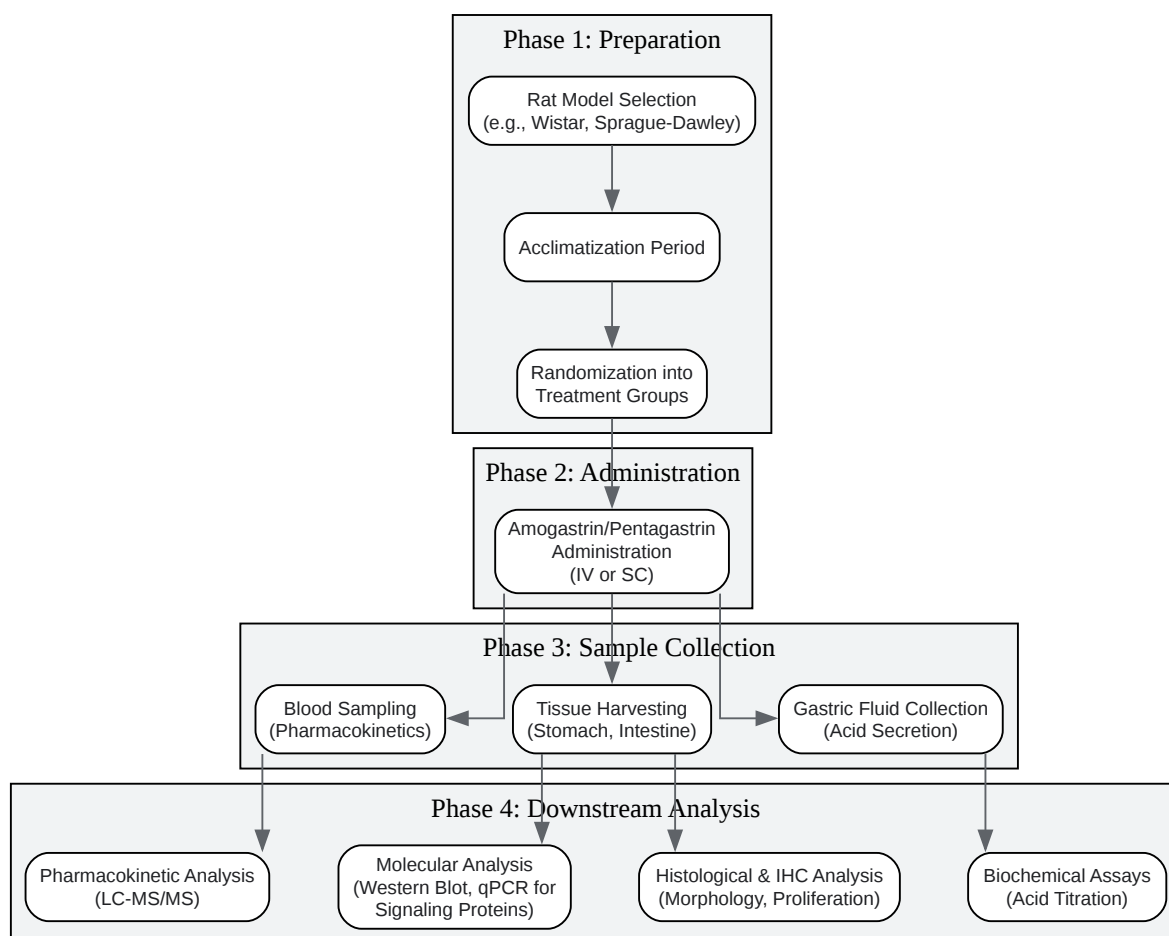 Phase 1: Preparation
Rat Model Selection
(e.g., Wistar, Sprague-Dawley)
Acclimatization Period
Randomization into
Treatment Groups
Phase 2: Administration
Amogastrin/Pentagastrin
Administration
(IV or SC)
Phase 3: Sample Collection
Blood Sampling
(Pharmacokinetics)
Tissue Harvesting
(Stomach, Intestine)
Gastric Fluid Collection
(Acid Secretion)
Phase 4: Downstream Analysis
Pharmacokinetic Analysis
(LC-MS/MS)
Molecular Analysis
(Western Blot, qPCR for
Signaling Proteins)
Histological & IHC Analysis
(Morphology, Proliferation)
Biochemical Assays
(Acid Titration)